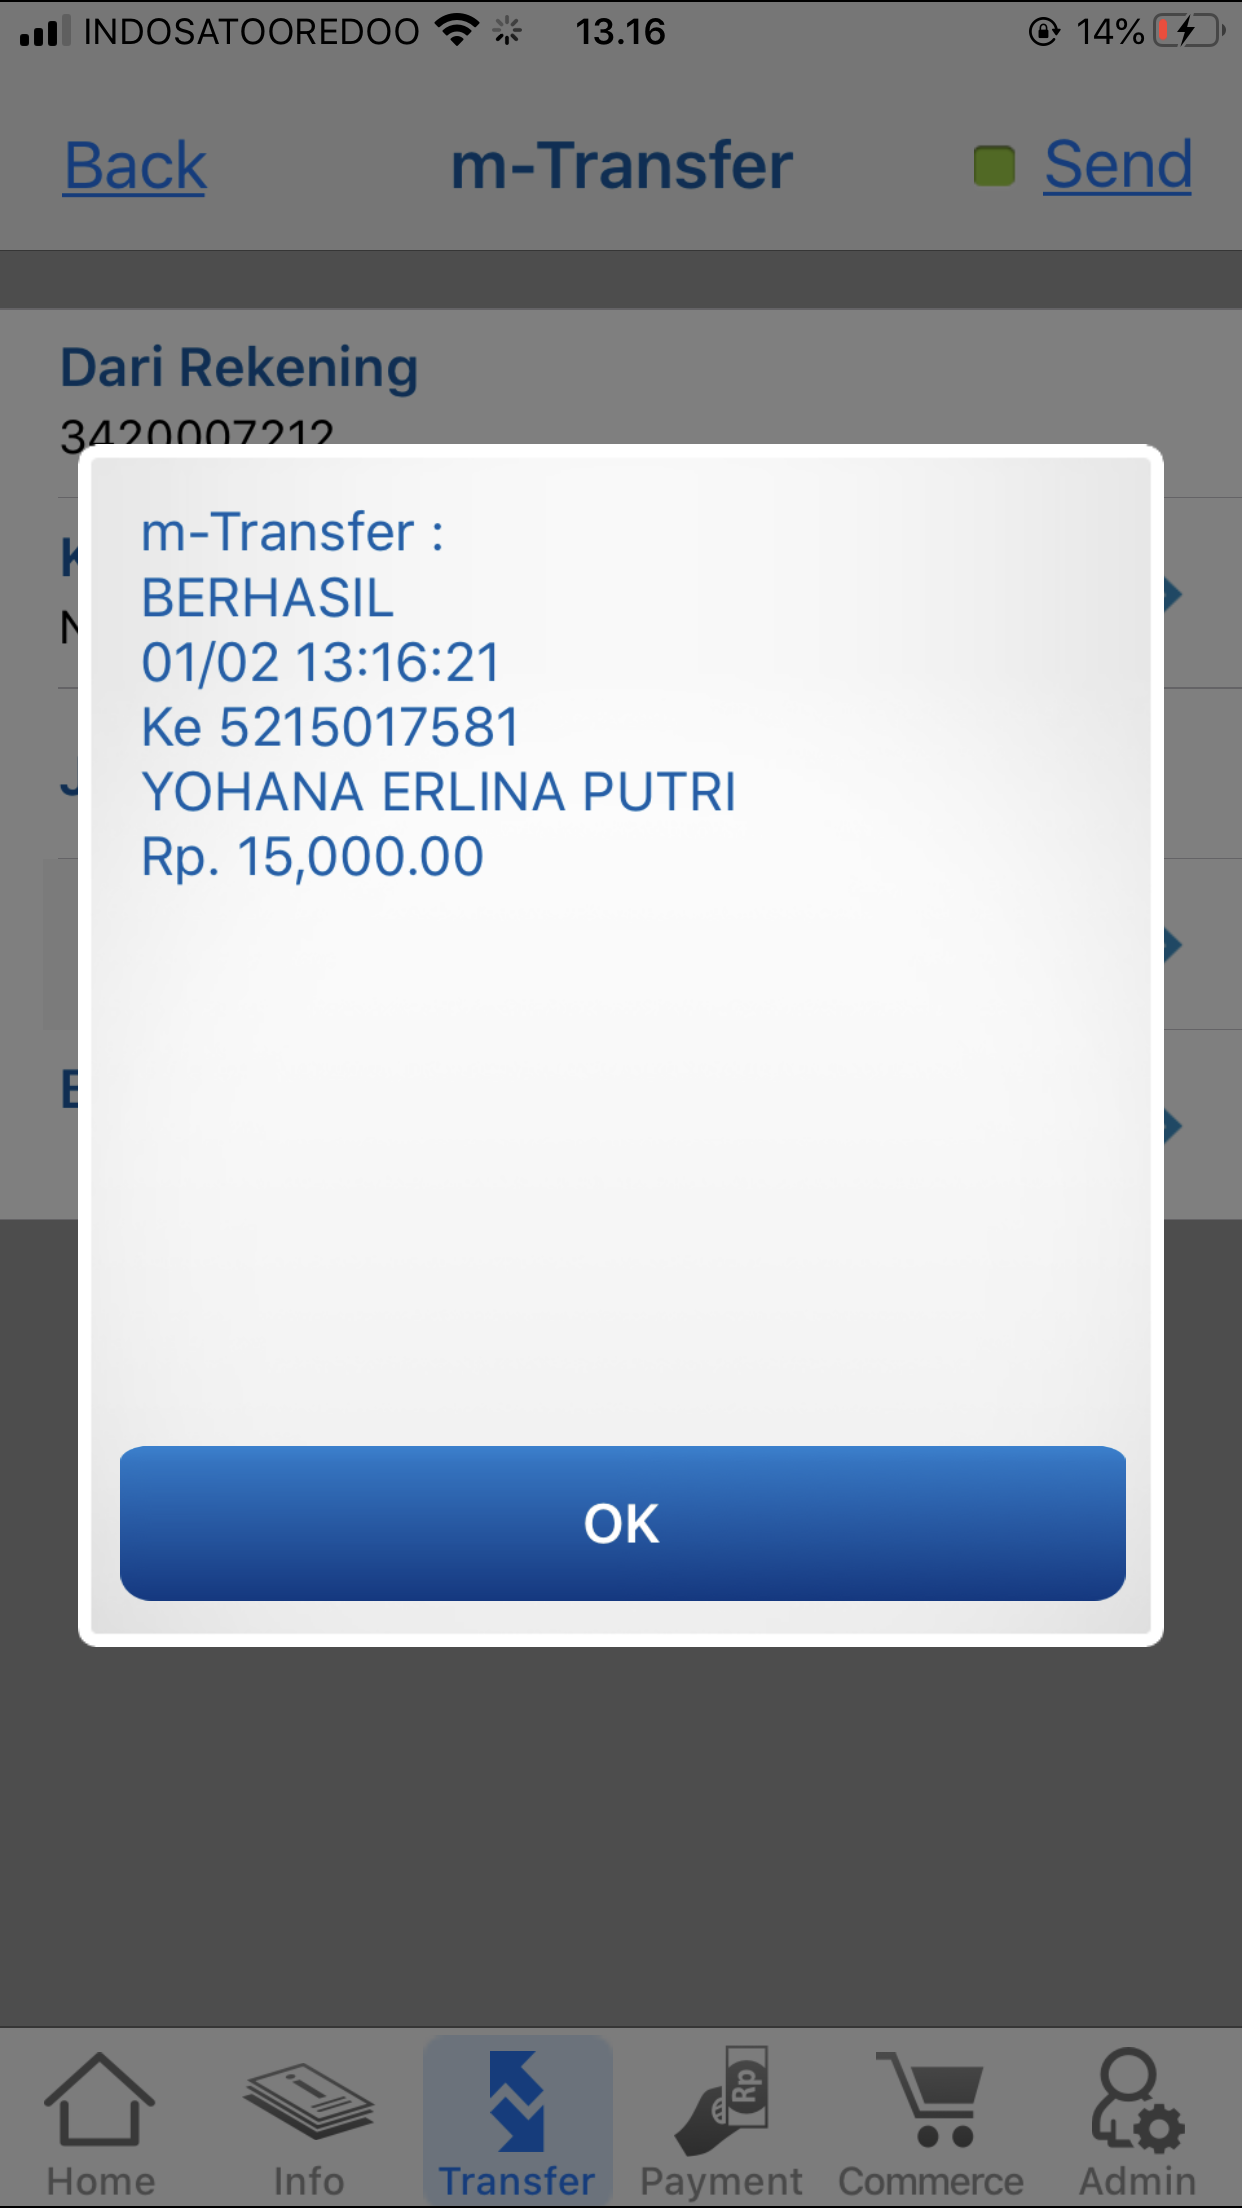 INDOSATOOREDOO 13.16 14%
Back m-Transfer Send
Dari Rekening
3420007212
m-Transfer :
BERHASIL
01/02 13:16:21
Ke 5215017581
YOHANA ERLINA PUTRI
Rp. 15,000.00
OK
Rp
Home Info Transfer Payment Commerce Admin